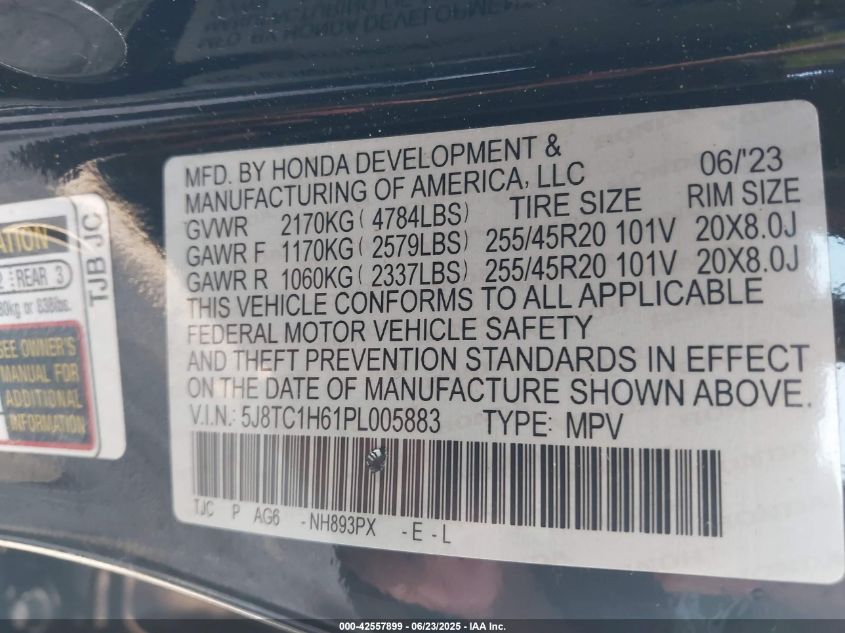 MFD. BY HONDA DEVELOPMENT & 06/'23
MANUFACTURING OF AMERICA, LLC
TIRE SIZE RIM SIZE
GVWR 2170KG ( 4784LBS)
GAWR F 1170KG ( 2579LBS) 255/45R20 101V 20X8.0J
GAWR R 1060KG ( 2337LBS) 255/45R20 101V 20X8.0J
THIS VEHICLE CONFORMS TO ALL APPLICABLE
FEDERAL MOTOR VEHICLE SAFETY
AND THEFT PREVENTION STANDARDS IN EFFECT
ON THE DATE OF MANUFACTURE SHOWN ABOVE.
V.I.N.: 5J8TC1H61PL005883 TYPE: MPV
TJC P AG6 -NH893PX -E-L
REAR 3
or 838lbs.
SEE OWNER'S
MANUAL FOR
ADDITIONAL
INFORMATION
TJB JC
000-42557899 - 06/23/2025 - IAA Inc.